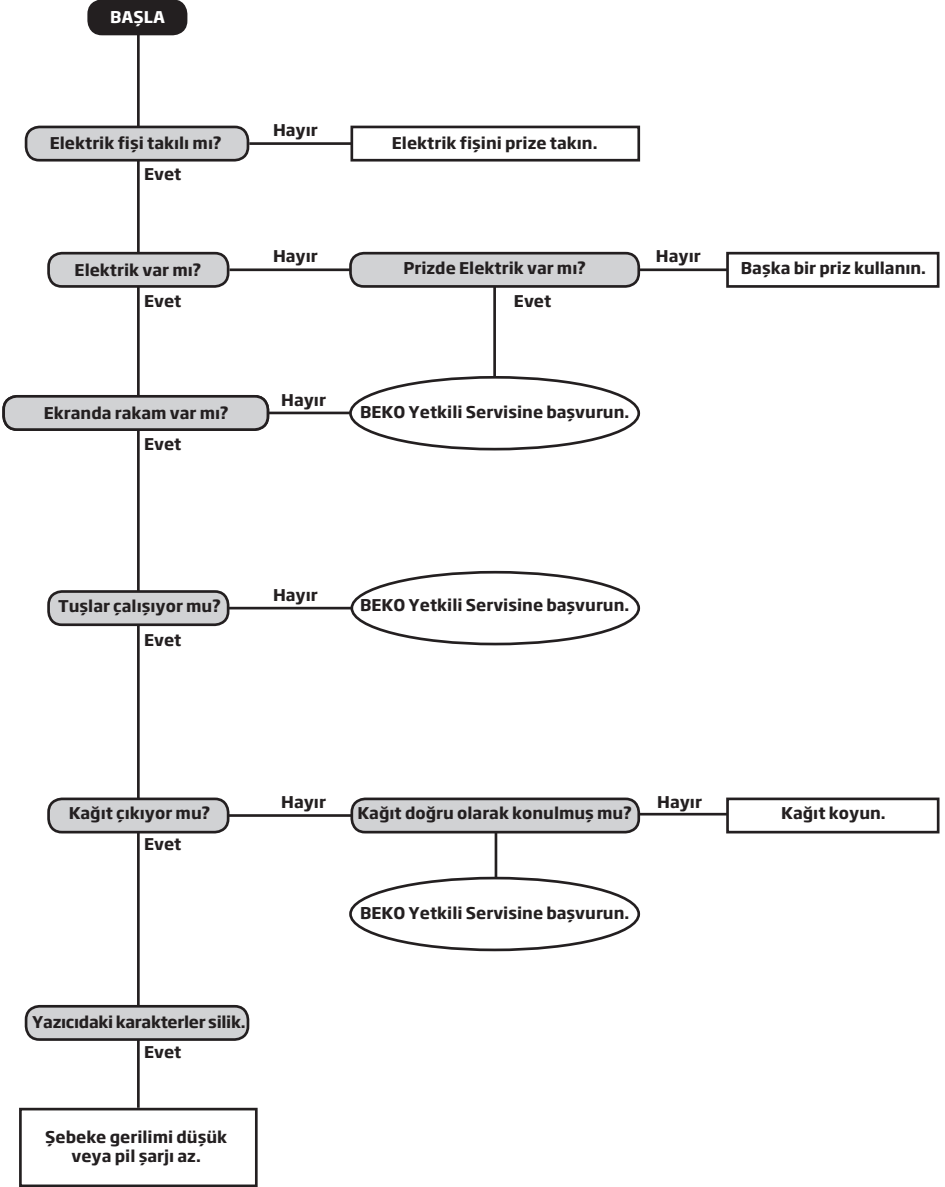 BAŞLA
Elektrik fişi takılı mı?
Hayır
Elektrik fişini prize takın.
Evet
Elektrik var mı?
Hayır
Prizde Elektrik var mı?
Hayır
Başka bir priz kullanın.
Evet
Evet
Ekranda rakam var mı?
Hayır
BEKO Yetkili Servisine başvurun.
Evet
Tuşlar çalışıyor mu?
Hayır
BEKO Yetkili Servisine başvurun.
Evet
Kağıt çıkıyor mu?
Hayır
Kağıt doğru olarak konulmuş mu?
Hayır
Kağıt koyun.
Evet
BEKO Yetkili Servisine başvurun.
Yazıcıdaki karakterler silik.
Evet
Şebeke gerilimi düşük
veya pil şarjı az.